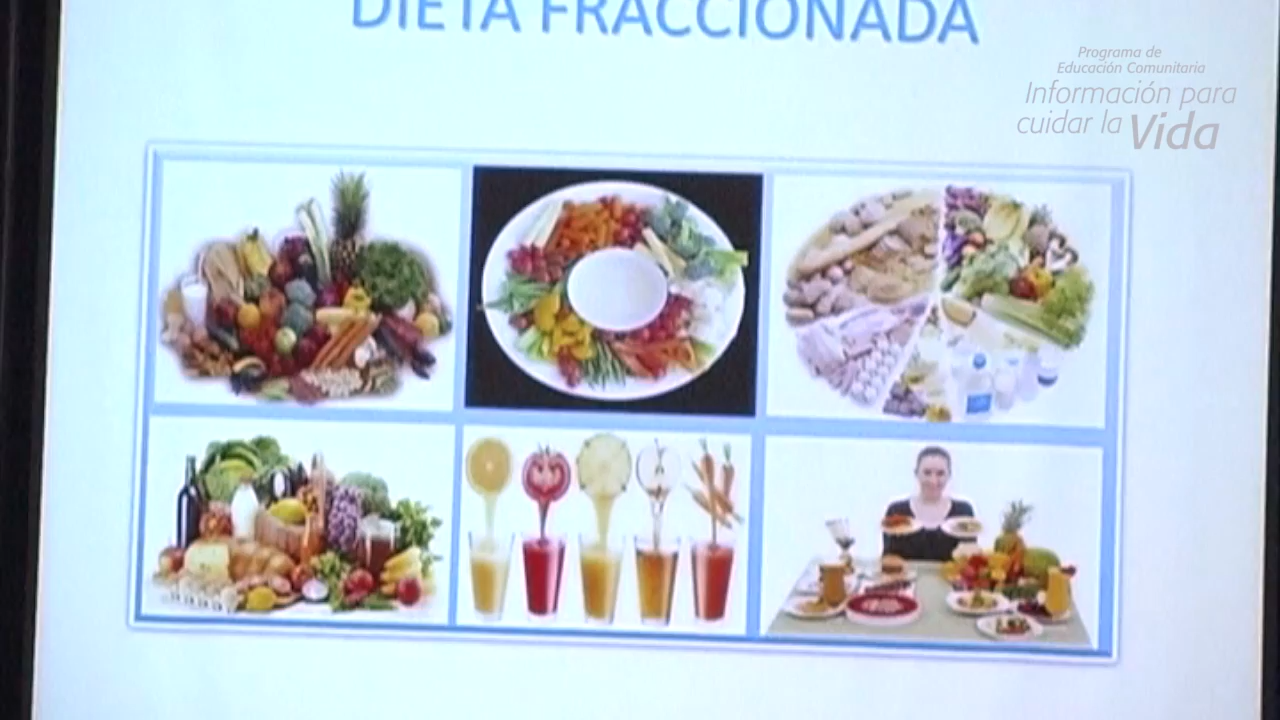 DIETA FRACCIONADA
Programa de
Educación Comunitaria
Información para
cuidar la Vida